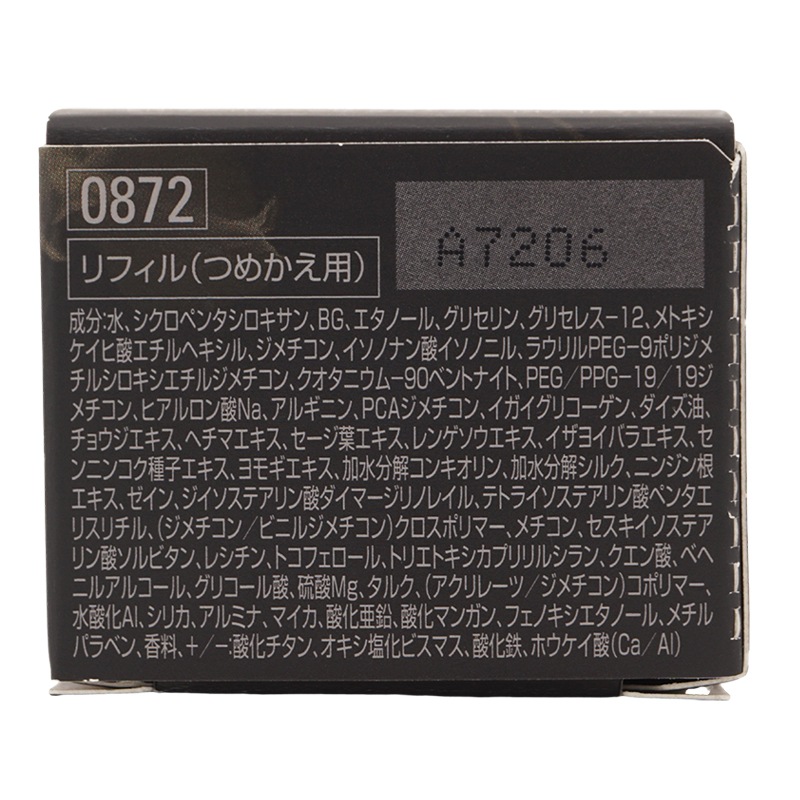 0872
A7206
リフィル(つめかえ用)
成分:水、シクロペンタシロキサン、BG、エタノール、グリセリン、グリセレス-12、メトキシ
ケイヒ酸エチルヘキシル、ジメチコン、イソノナン酸イソノニル、ラウリルPEG-9ポリジメ
チルシロキシエチルジメチコン、クオタニウム-90ベントナイト、PEG/PPG-19/19ジ
メチコン、ヒアルロン酸Na、アルギニン、PCAジメチコン、イガイグリコーゲン、ダイズ油、
チョウジエキス、ヘチマエキス、セージ葉エキス、レンゲソウエキス、イザヨイバラエキス、セ
ンニンコク種子エキス、ヨモギエキス、加水分解コンキオリン、加水分解シルク、ニンジン根
エキス、ゼイン、ジイソステアリン酸ダイマージリノレイル、テトライソステアリン酸ペンタエ
リスリチル、(ジメチコン/ビニルジメチコン)クロスポリマー、メチコン、セスキイソステア
リン酸ソルビタン、レシチン、トコフェロール、トリエトキシカプリリルシラン、クエン酸、ベヘ
ニルアルコール、グリコール酸、硫酸Mg、タルク、(アクリレーツ/ジメチコン)コポリマー、
水酸化Al、シリカ、アルミナ、マイカ、酸化亜鉛、酸化マンガン、フェノキシエタノール、メチル
パラベン、香料、+/-:酸化チタン、オキシ塩化ビスマス、酸化鉄、ホウケイ酸(Ca/Al)